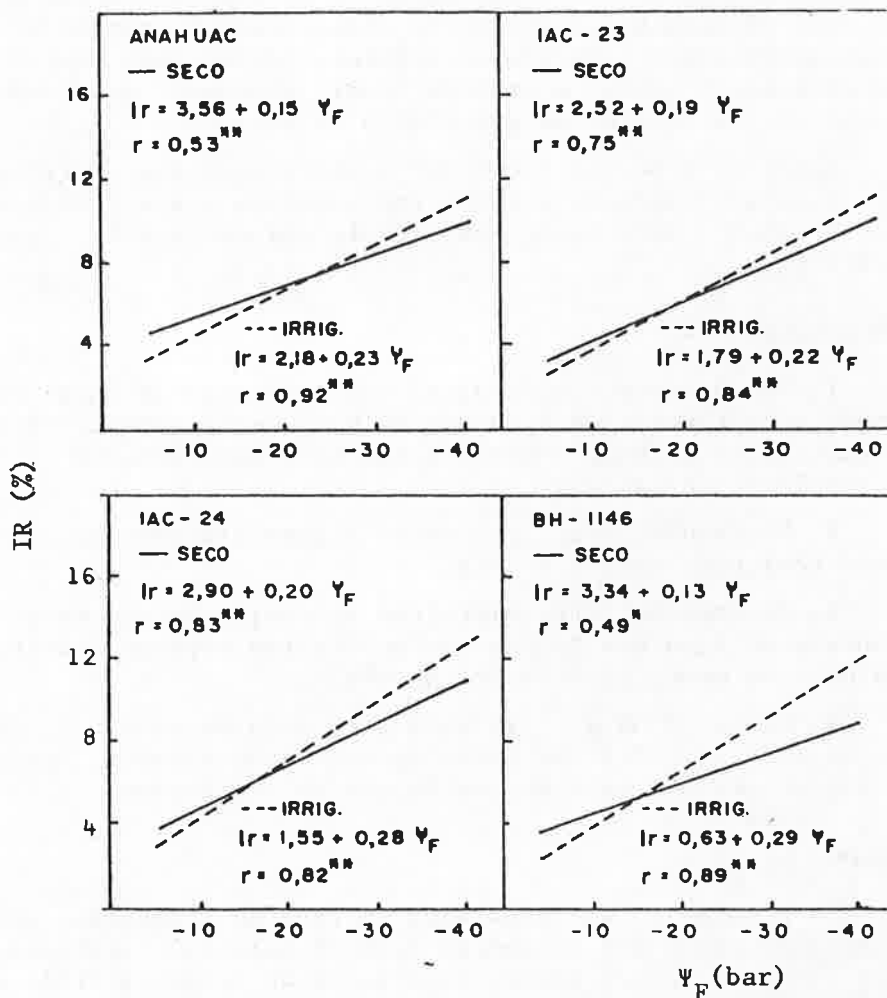 ANAHUAC
— SECO
Ir = 3,56 + 0,15 Ψ_F
r = 0,53**
16
12
8
4
--- IRRIG.
Ir = 2,18 + 0,23 Ψ_F
r = 0,92**
-10 -20 -30 -40
IAC - 23
— SECO
Ir = 2,52 + 0,19 Ψ_F
r = 0,75**
--- IRRIG.
Ir = 1,79 + 0,22 Ψ_F
r = 0,84**
-10 -20 -30 -40
IR (%)
IAC - 24
— SECO
Ir = 2,90 + 0,20 Ψ_F
r = 0,83**
16
12
8
4
--- IRRIG.
Ir = 1,55 + 0,28 Ψ_F
r = 0,82**
-10 -20 -30 -40
BH - 1146
— SECO
Ir = 3,34 + 0,13 Ψ_F
r = 0,49*
--- IRRIG.
Ir = 0,63 + 0,29 Ψ_F
r = 0,89**
-10 -20 -30 -40
Ψ_F (bar)